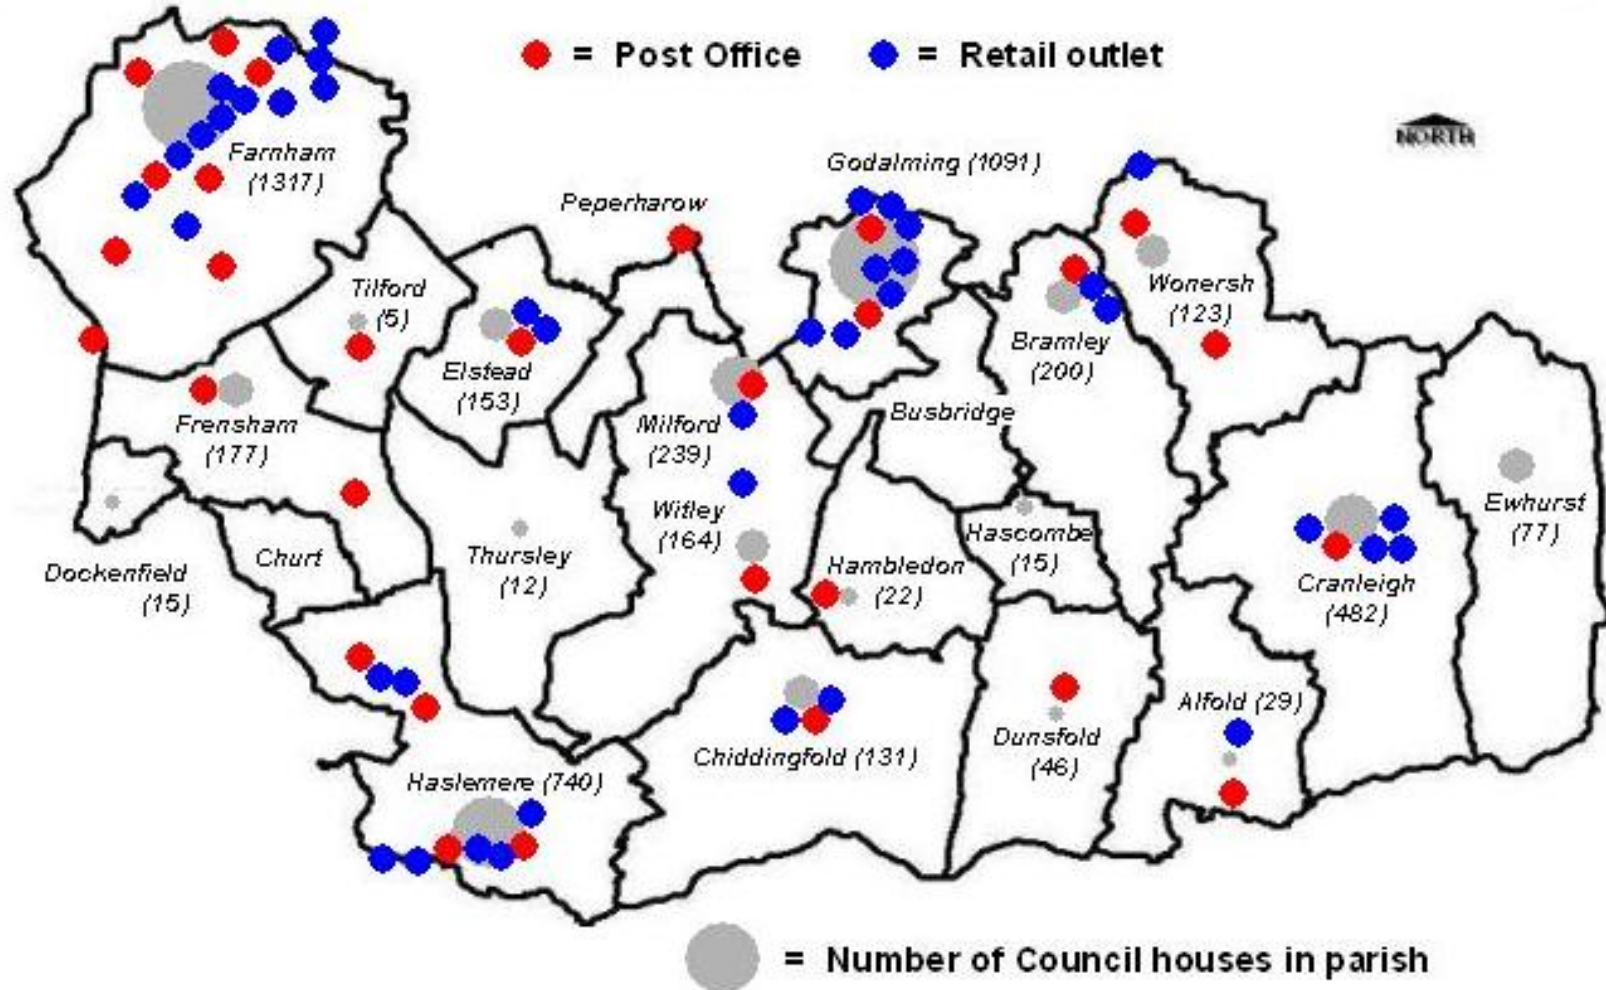 = Post Office
= Retail outlet
NORTH
Farnham
(1317)
Godalming (1091)
Peperharow
Tilford
(5)
Wonersh
(123)
Elstead
(153)
Bramley
(200)
Frensham
(177)
Milford
(239)
Busbridge
Witley
(164)
Ewhurst
(77)
Dockenfield
(15)
Churt
Thursley
(12)
Hambledon
(22)
Hascombe
(15)
Cranleigh
(482)
Haslemere (740)
Chiddingfold (131)
Dunsfold
(46)
Alfold (29)
= Number of Council houses in parish